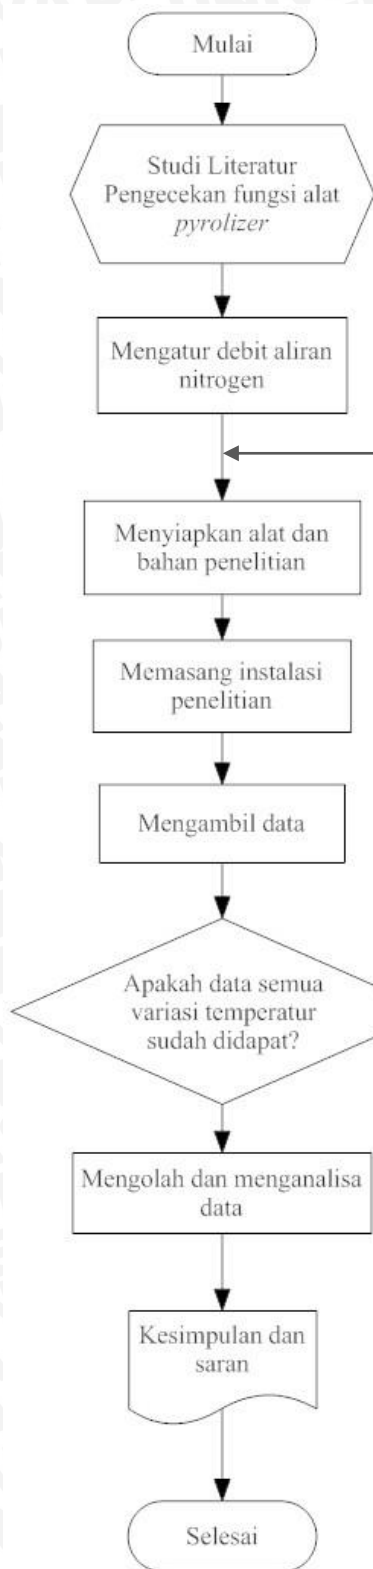 Mulai
Studi Literatur
Pengecekan fungsi alat
pyrolizer
Mengatur debit aliran
nitrogen
Menyiapkan alat dan
bahan penelitian
Memasang instalasi
penelitian
Mengambil data
Apakah data semua
variasi temperatur
sudah didapat?
Mengolah dan menganalisa
data
Kesimpulan dan
saran
Selesai